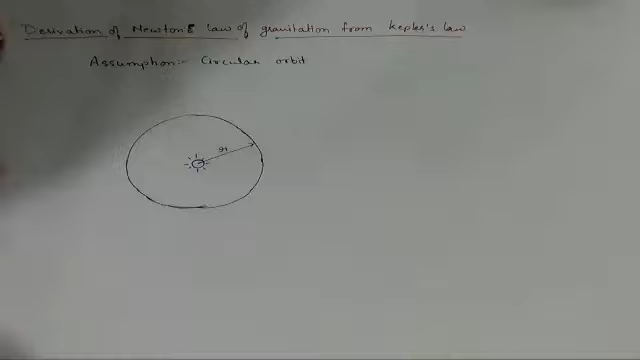 Derivation of Newton's law of gravitation from Kepler's law
Assumption:- Circular orbit
r